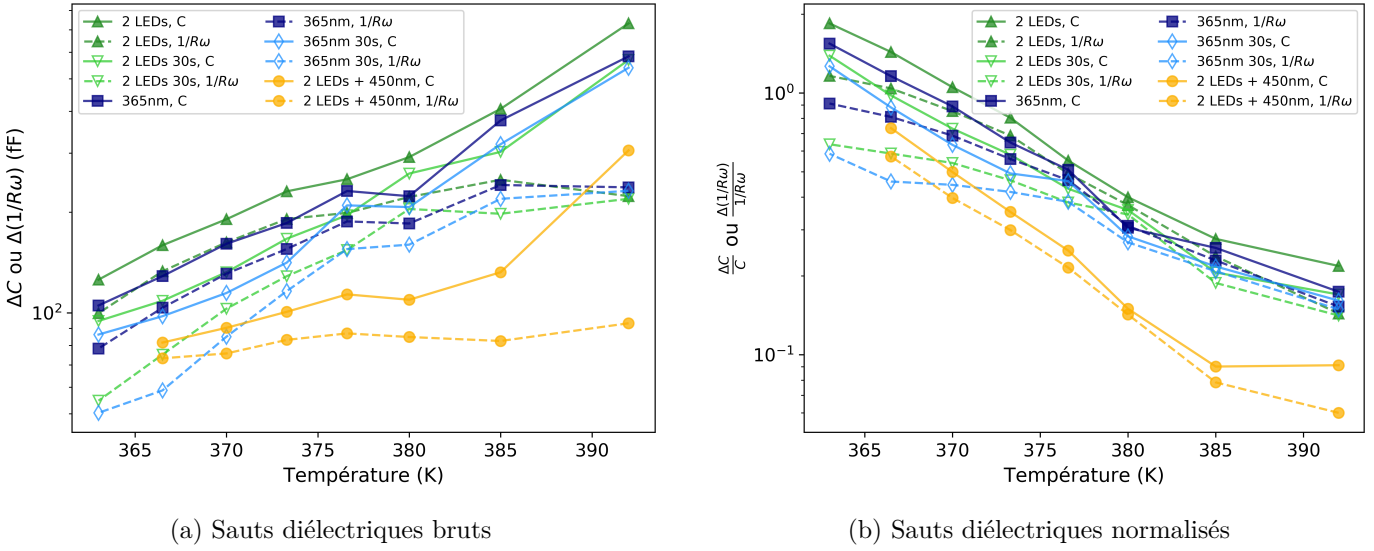 2 LEDs, C
2 LEDs, 1/Rω
2 LEDs 30s, C
2 LEDs 30s, 1/Rω
365nm, C
365nm, 1/Rω
365nm 30s, C
365nm 30s, 1/Rω
2 LEDs + 450nm, C
2 LEDs + 450nm, 1/Rω
ΔC ou Δ(1/Rω) (fF)
10²
365 370 375 380 385 390
Température (K)
(a) Sauts diélectriques bruts
2 LEDs, C
2 LEDs, 1/Rω
2 LEDs 30s, C
2 LEDs 30s, 1/Rω
365nm, C
365nm, 1/Rω
365nm 30s, C
365nm 30s, 1/Rω
2 LEDs + 450nm, C
2 LEDs + 450nm, 1/Rω
ΔC/C ou Δ(1/Rω)/1/Rω
10⁰
10⁻¹
365 370 375 380 385 390
Température (K)
(b) Sauts diélectriques normalisés